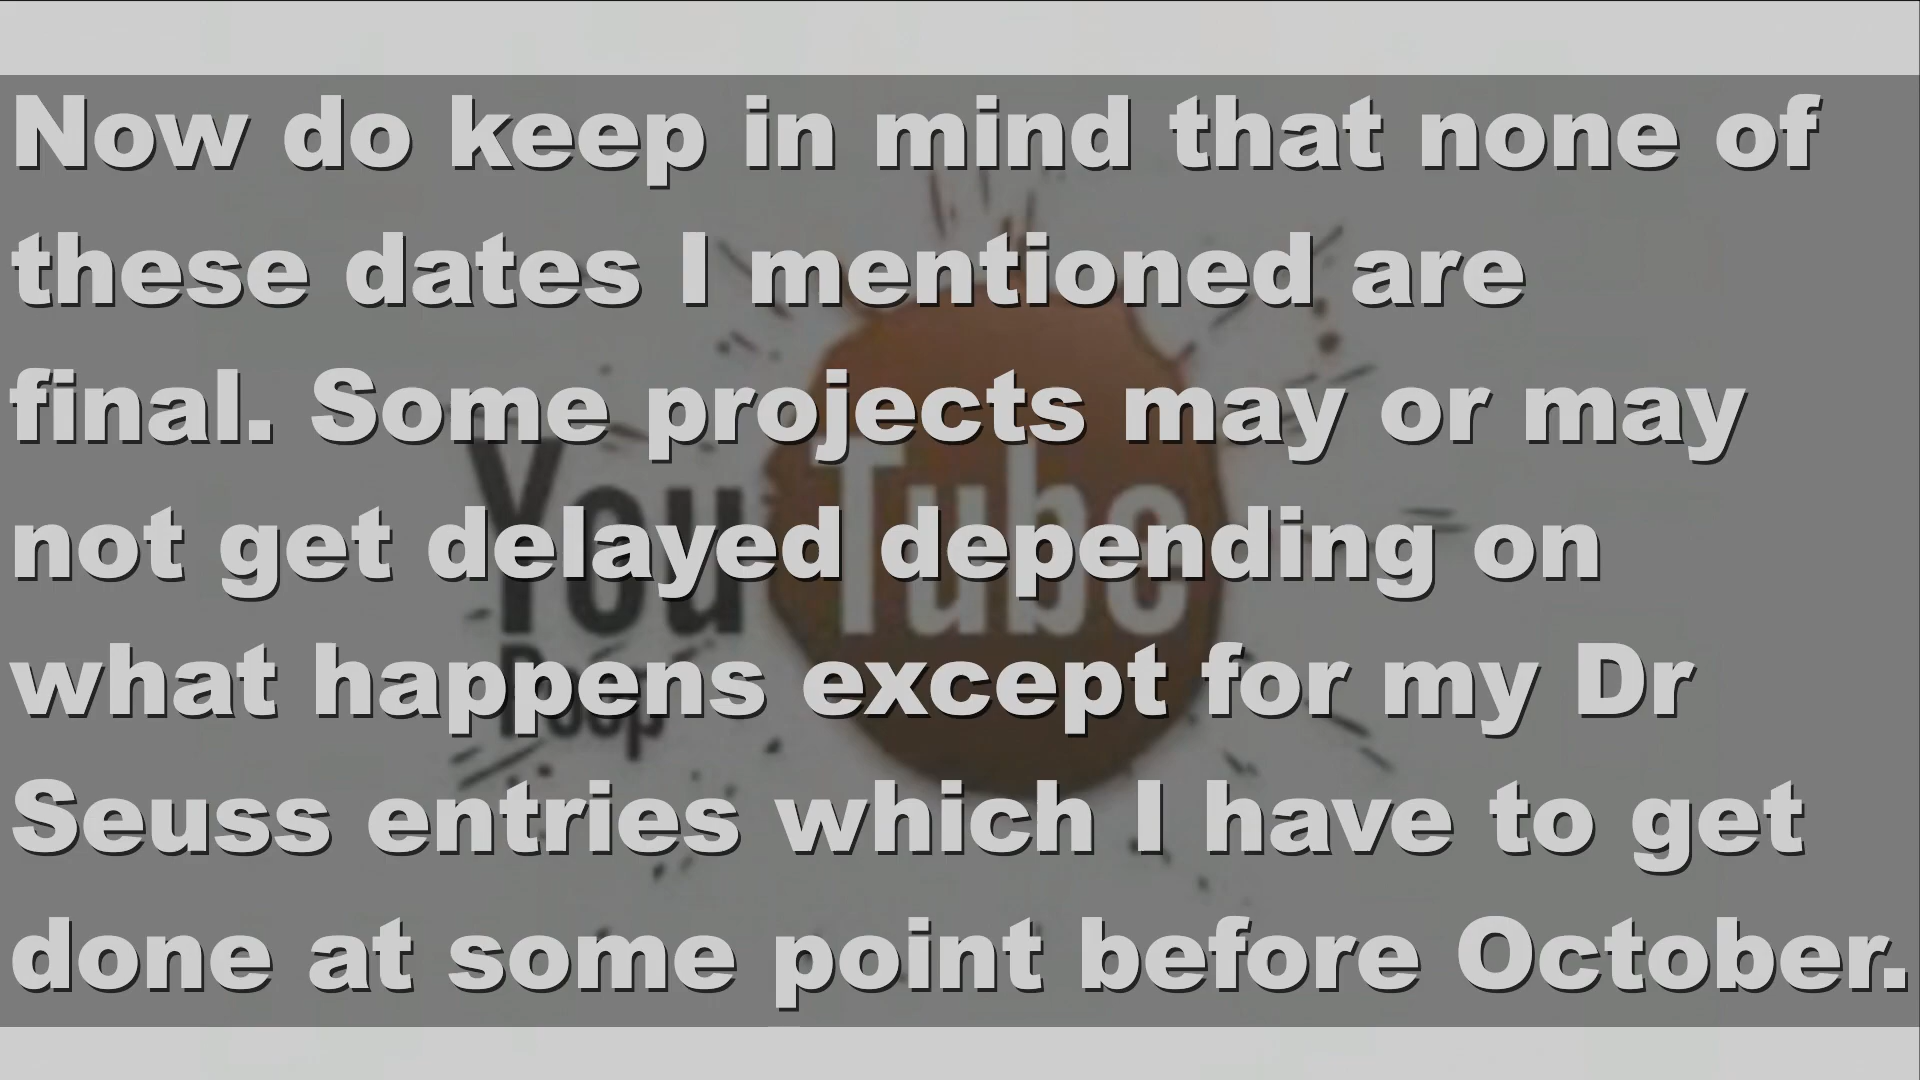 Now do keep in mind that none of
these dates I mentioned are
final. Some projects may or may
not get delayed depending on
what happens except for my Dr
Seuss entries which I have to get
done at some point before October.
YouTube
Poop